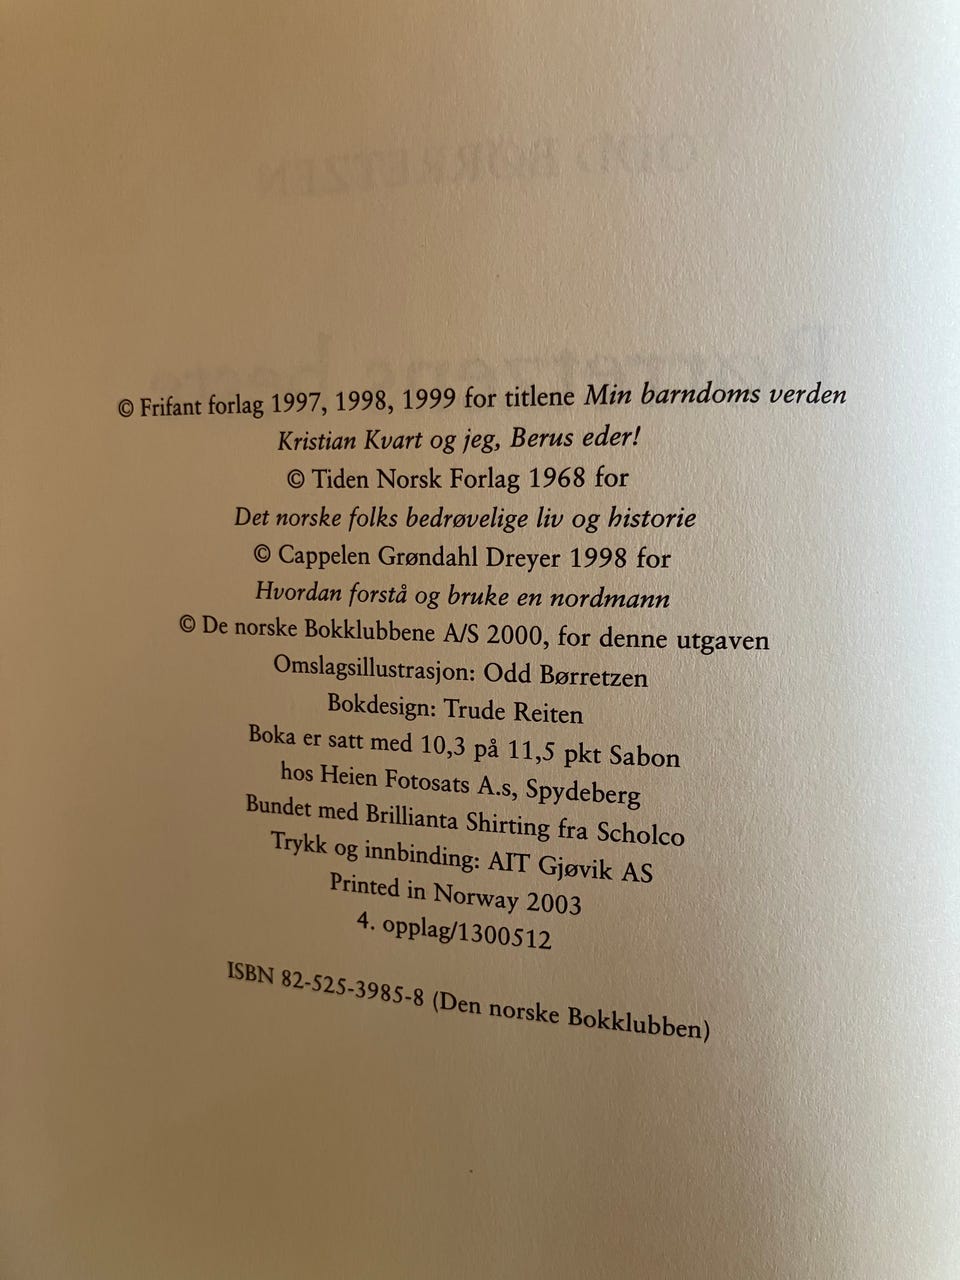 ODD BØRRETZEN
Børretzens beste
© Frifant forlag 1997, 1998, 1999 for titlene Min barndoms verden
Kristian Kvart og jeg, Berus eder!
© Tiden Norsk Forlag 1968 for
Det norske folks bedrøvelige liv og historie
© Cappelen Grøndahl Dreyer 1998 for
Hvordan forstå og bruke en nordmann
© De norske Bokklubbene A/S 2000, for denne utgaven
Omslagsillustrasjon: Odd Børretzen
Bokdesign: Trude Reiten
Boka er satt med 10,3 på 11,5 pkt Sabon
hos Heien Fotosats A.s, Spydeberg
Bundet med Brillianta Shirting fra Scholco
Trykk og innbinding: AIT Gjøvik AS
Printed in Norway 2003
4. opplag/1300512
ISBN 82-525-3985-8 (Den norske Bokklubben)